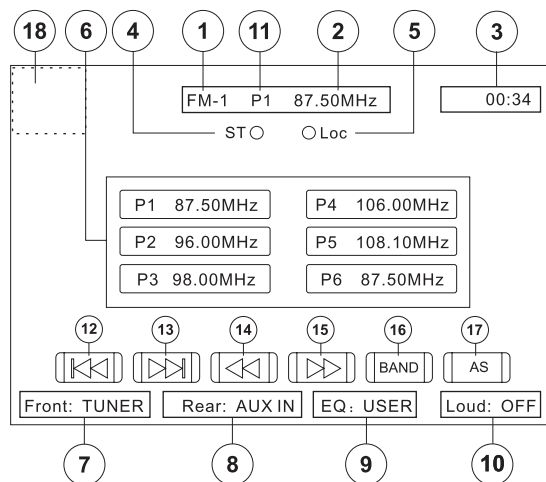 18 6 4 1 11 2 5 3
FM-1 P1 87.50MHz 00:34
ST Loc
P1 87.50MHz P4 106.00MHz
P2 96.00MHz P5 108.10MHz
P3 98.00MHz P6 87.50MHz
12 13 14 15 16 17
BAND AS
Front: TUNER Rear: AUX IN EQ: USER Loud: OFF
7 8 9 10